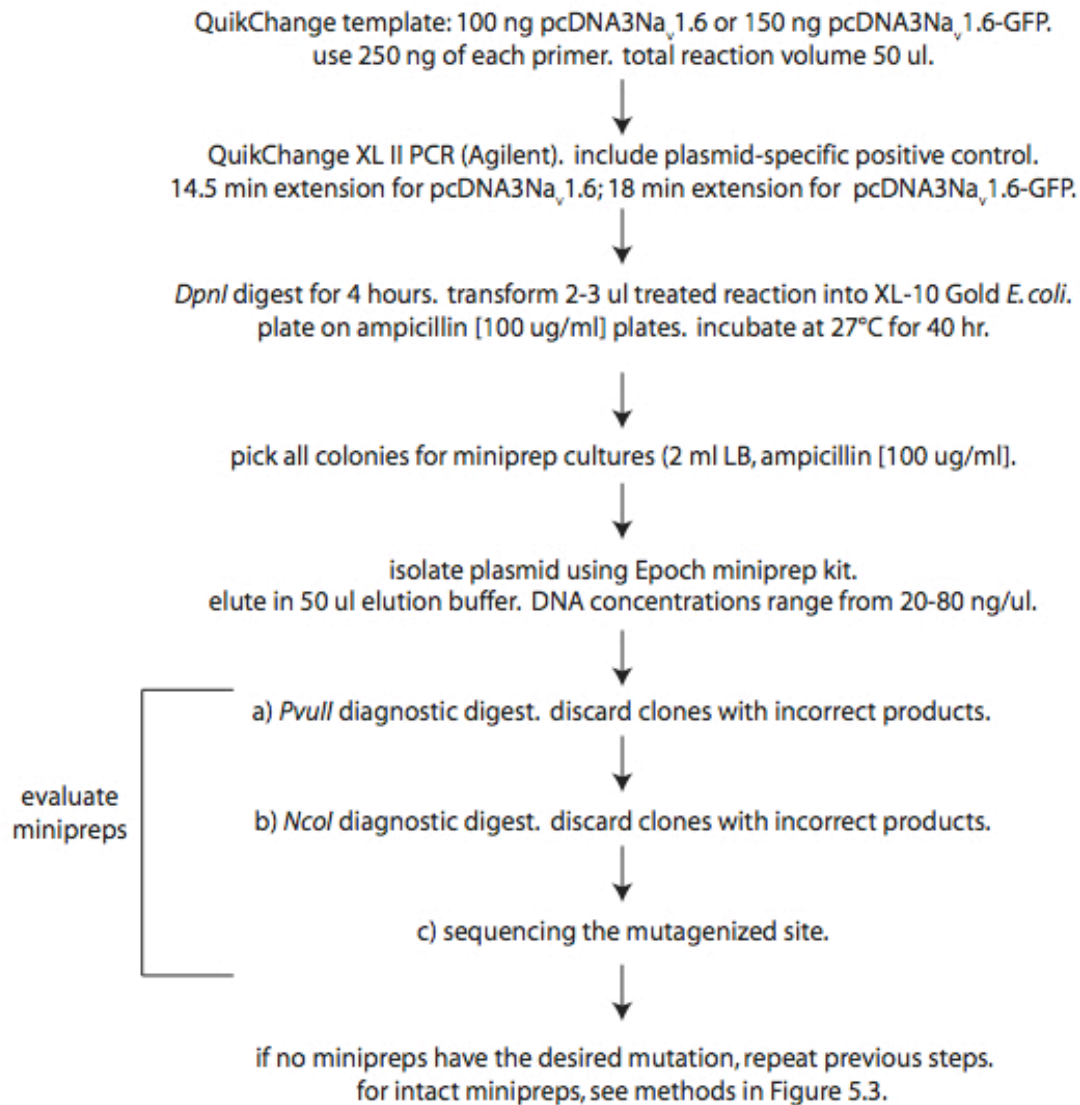 QuikChange template: 100 ng pcDNA3Naᵥ1.6 or 150 ng pcDNA3Naᵥ1.6-GFP.
use 250 ng of each primer. total reaction volume 50 ul.
QuikChange XL II PCR (Agilent). include plasmid-specific positive control.
14.5 min extension for pcDNA3Naᵥ1.6; 18 min extension for pcDNA3Naᵥ1.6-GFP.
DpnI digest for 4 hours. transform 2-3 ul treated reaction into XL-10 Gold E. coli.
plate on ampicillin [100 ug/ml] plates. incubate at 27°C for 40 hr.
pick all colonies for miniprep cultures (2 ml LB, ampicillin [100 ug/ml].
isolate plasmid using Epoch miniprep kit.
elute in 50 ul elution buffer. DNA concentrations range from 20-80 ng/ul.
evaluate
minipreps
a) PvuII diagnostic digest. discard clones with incorrect products.
b) NcoI diagnostic digest. discard clones with incorrect products.
c) sequencing the mutagenized site.
if no minipreps have the desired mutation, repeat previous steps.
for intact minipreps, see methods in Figure 5.3.